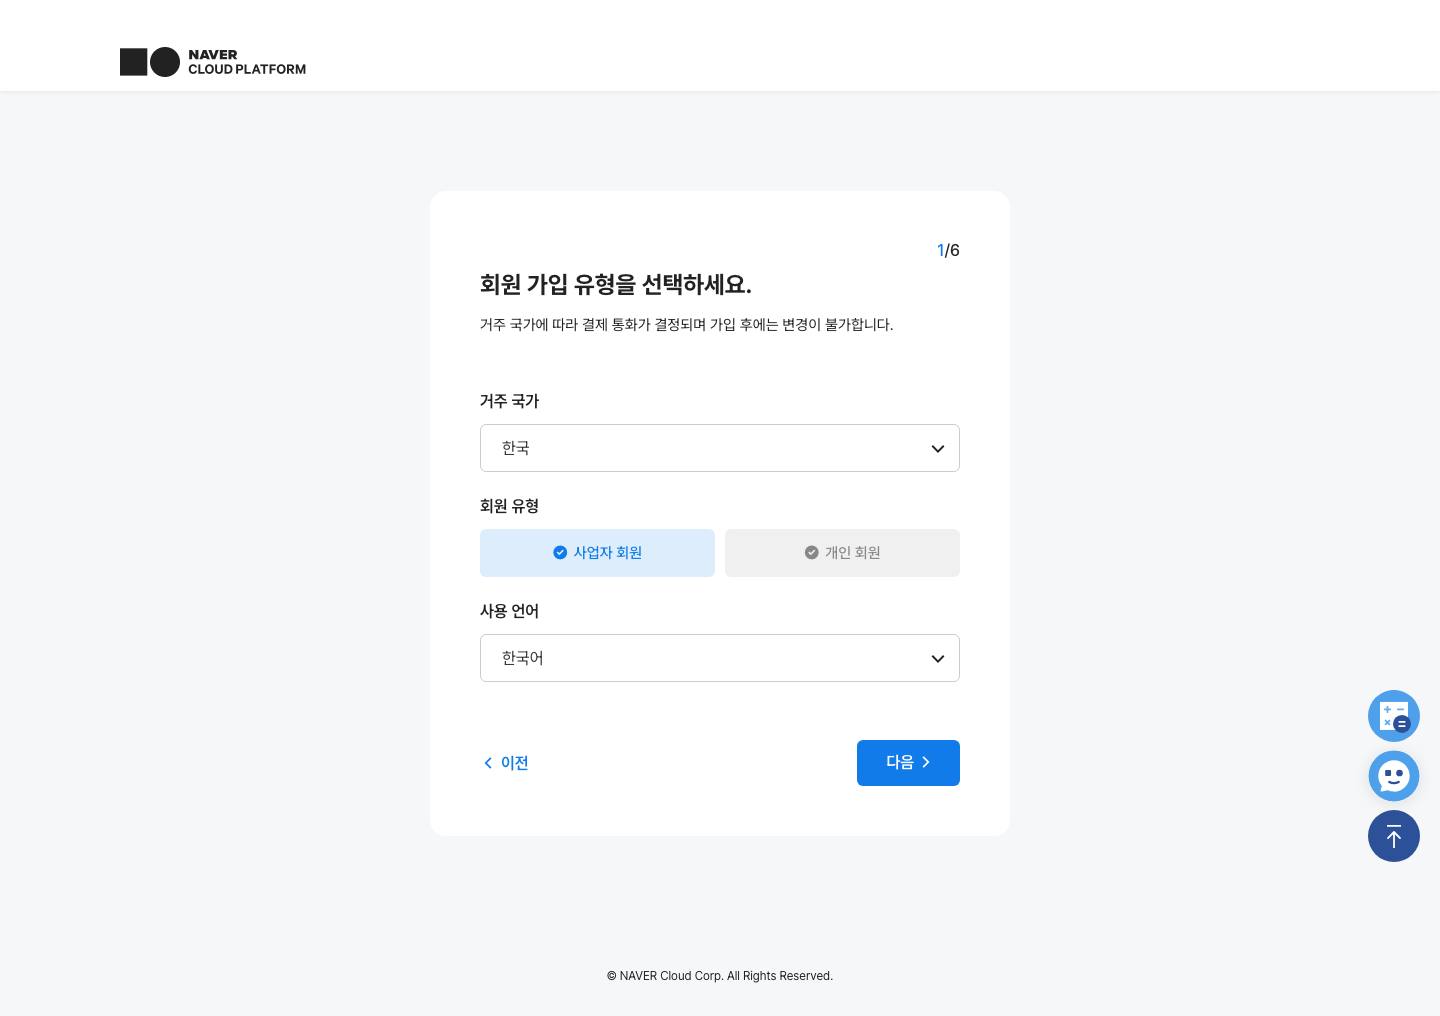 NAVER
CLOUD PLATFORM
1/6
회원 가입 유형을 선택하세요.
거주 국가에 따라 결제 통화가 결정되며 가입 후에는 변경이 불가합니다.
거주 국가
한국
회원 유형
사업자 회원
개인 회원
사용 언어
한국어
이전
다음
© NAVER Cloud Corp. All Rights Reserved.